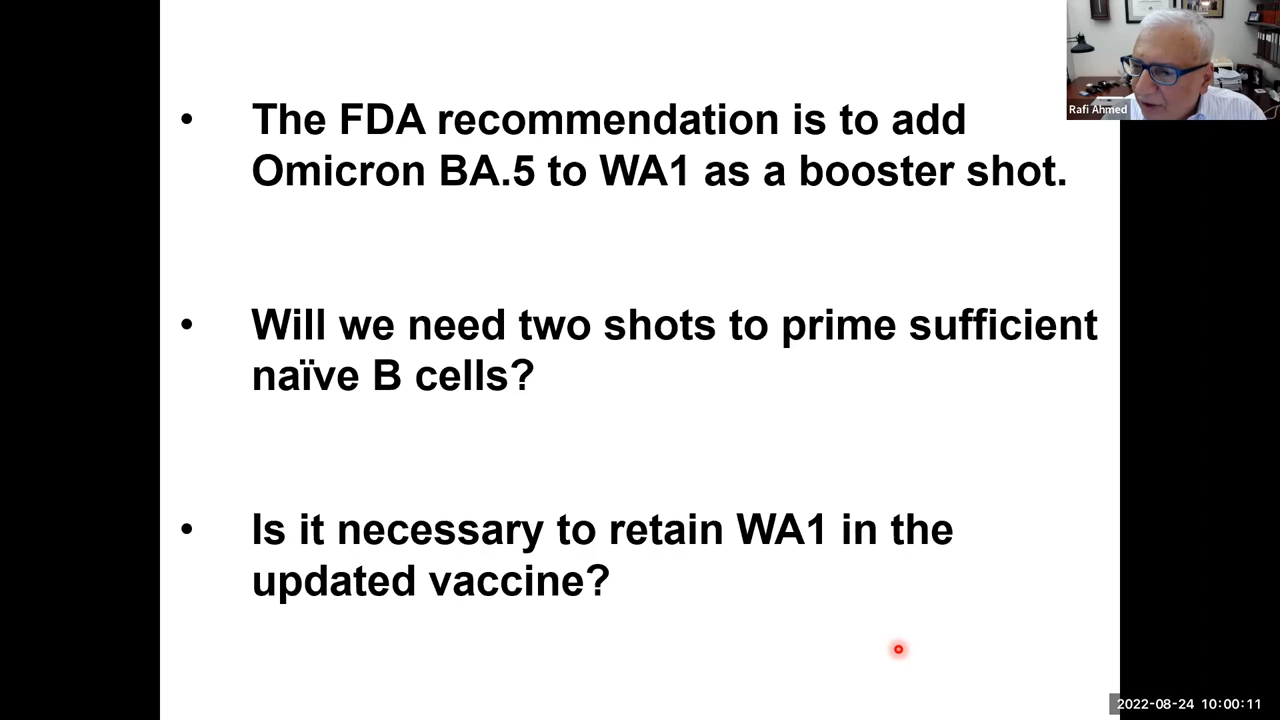 • The FDA recommendation is to add
Omicron BA.5 to WA1 as a booster shot.
• Will we need two shots to prime sufficient
naïve B cells?
• Is it necessary to retain WA1 in the
updated vaccine?
Rafi Ahmed
2022-08-24 10:00:11